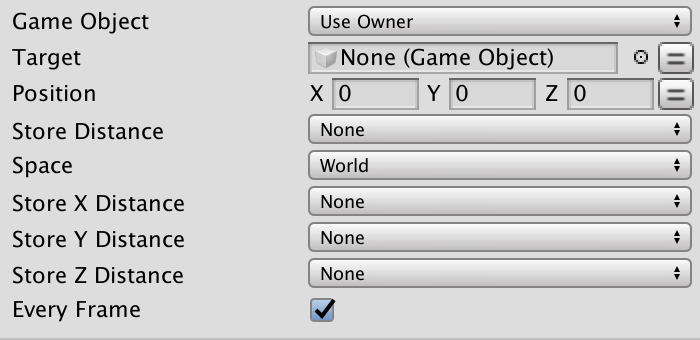 Game Object Use Owner
Target None (Game Object)
Position X 0 Y 0 Z 0
Store Distance None
Space World
Store X Distance None
Store Y Distance None
Store Z Distance None
Every Frame